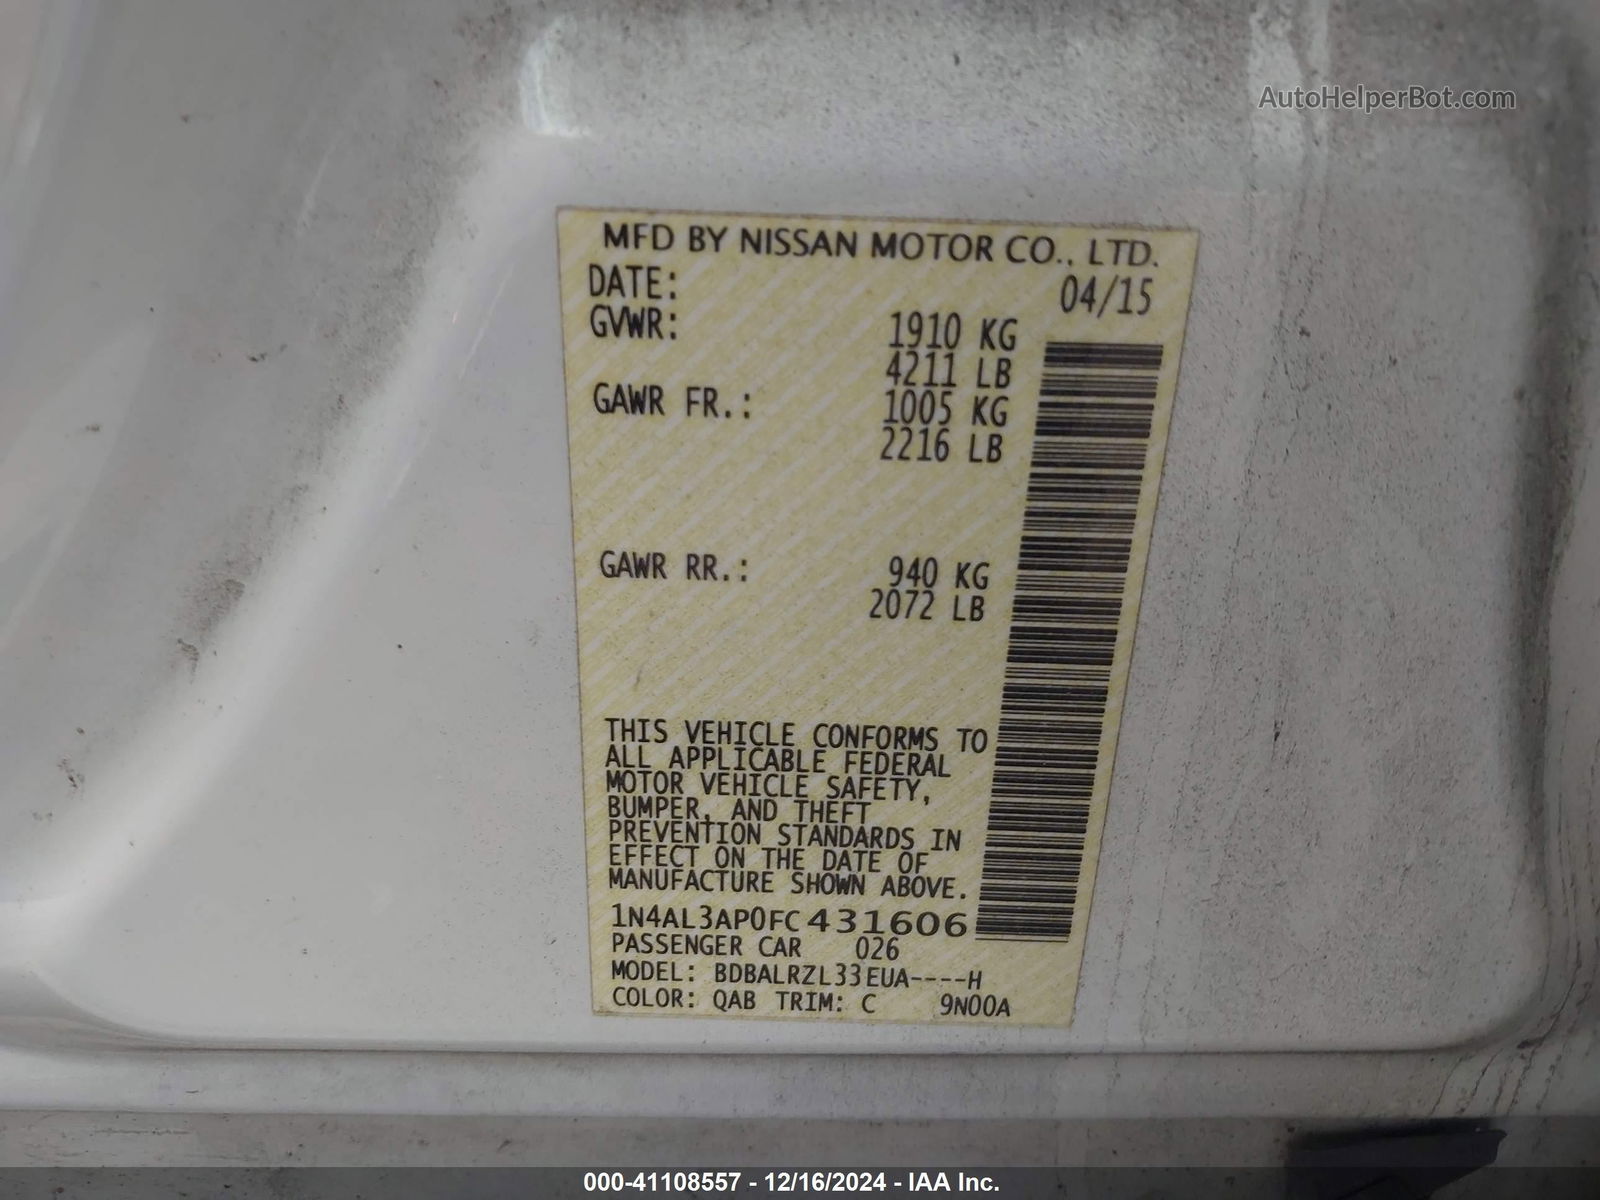 AutoHelperBot.com
MFD BY NISSAN MOTOR CO., LTD.
DATE: 04/15
GVWR: 1910 KG
4211 LB
GAWR FR.: 1005 KG
2216 LB
GAWR RR.: 940 KG
2072 LB
THIS VEHICLE CONFORMS TO
ALL APPLICABLE FEDERAL
MOTOR VEHICLE SAFETY,
BUMPER, AND THEFT
PREVENTION STANDARDS IN
EFFECT ON THE DATE OF
MANUFACTURE SHOWN ABOVE.
1N4AL3AP0FC431606
PASSENGER CAR 026
MODEL: BDBALRZL33EUA----H
COLOR: QAB TRIM: C 9N00A
000-41108557 - 12/16/2024 - IAA Inc.